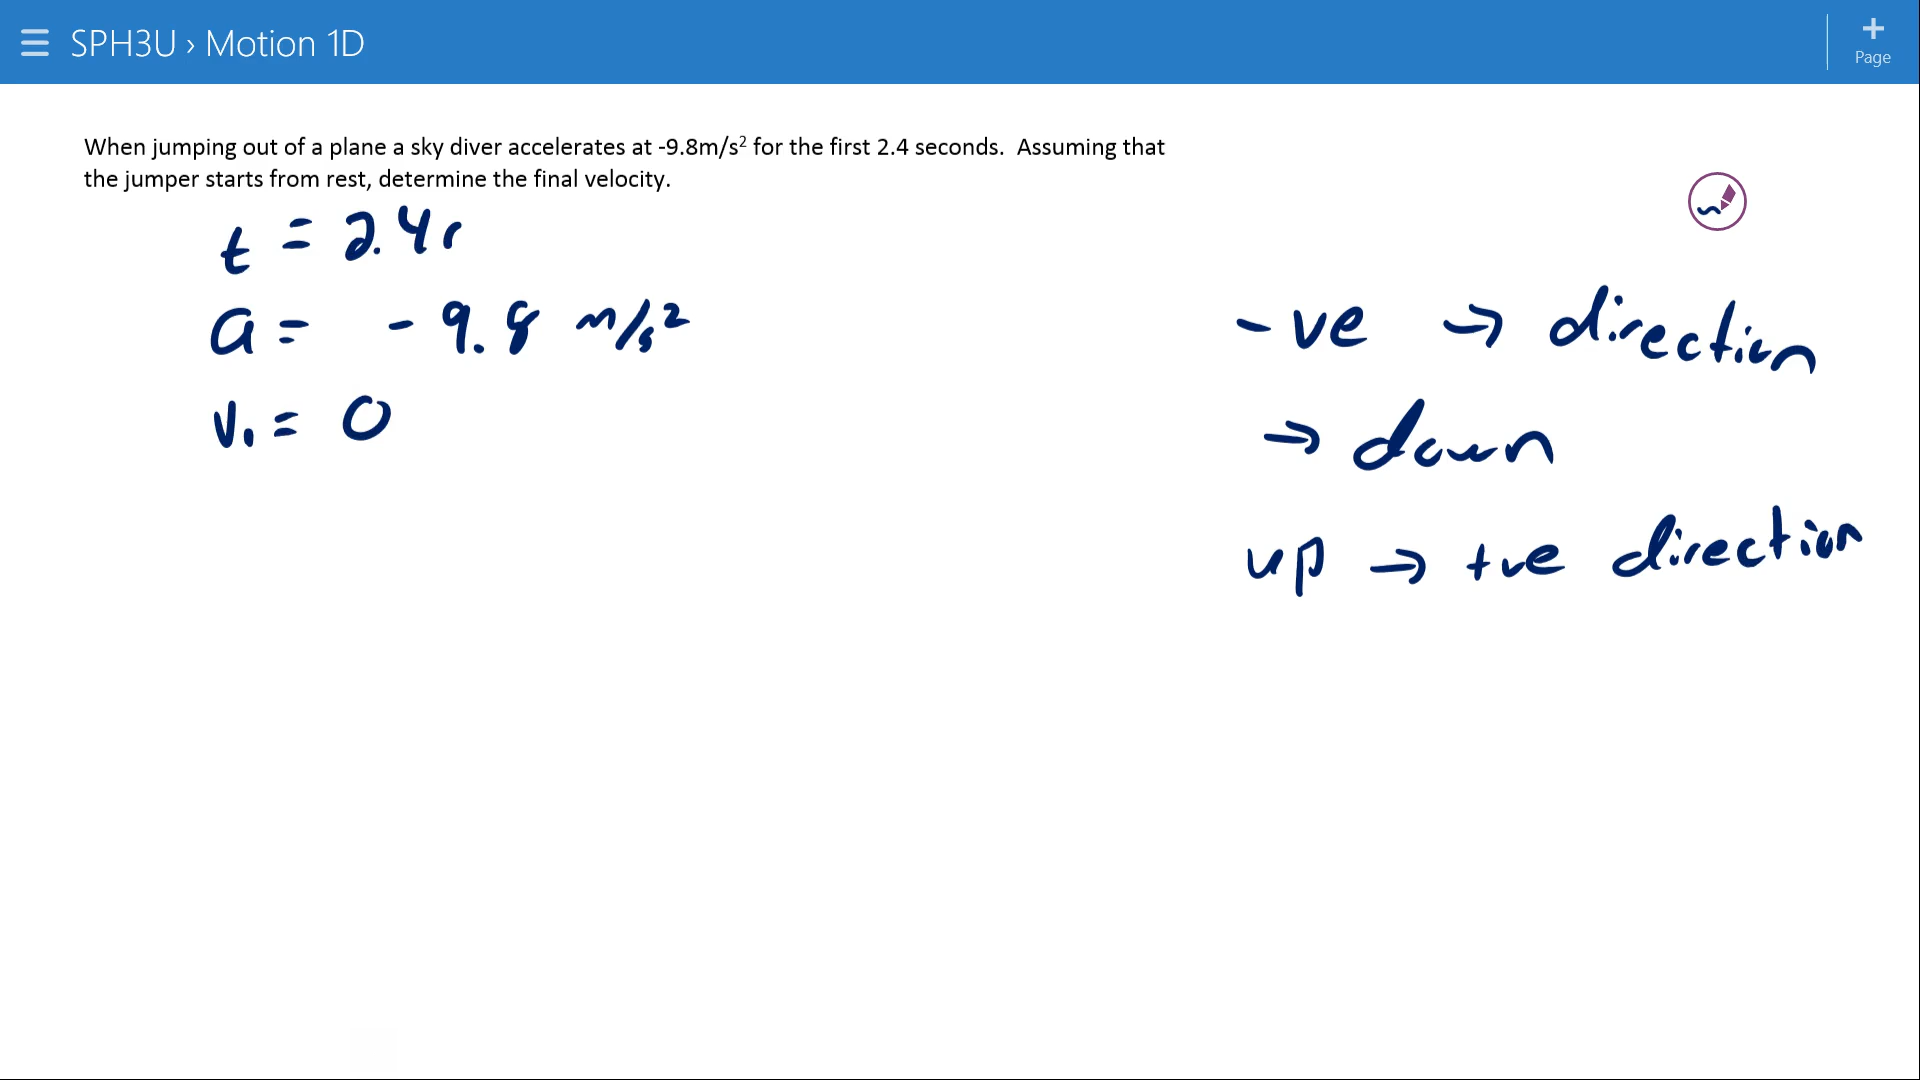 SPH3U › Motion 1D
+
Page
When jumping out of a plane a sky diver accelerates at -9.8m/s² for the first 2.4 seconds. Assuming that
the jumper starts from rest, determine the final velocity.
t = 2.4s
a = - 9.8 m/s²
v₁ = 0
-ve → direction
→ down
up → +ve direction